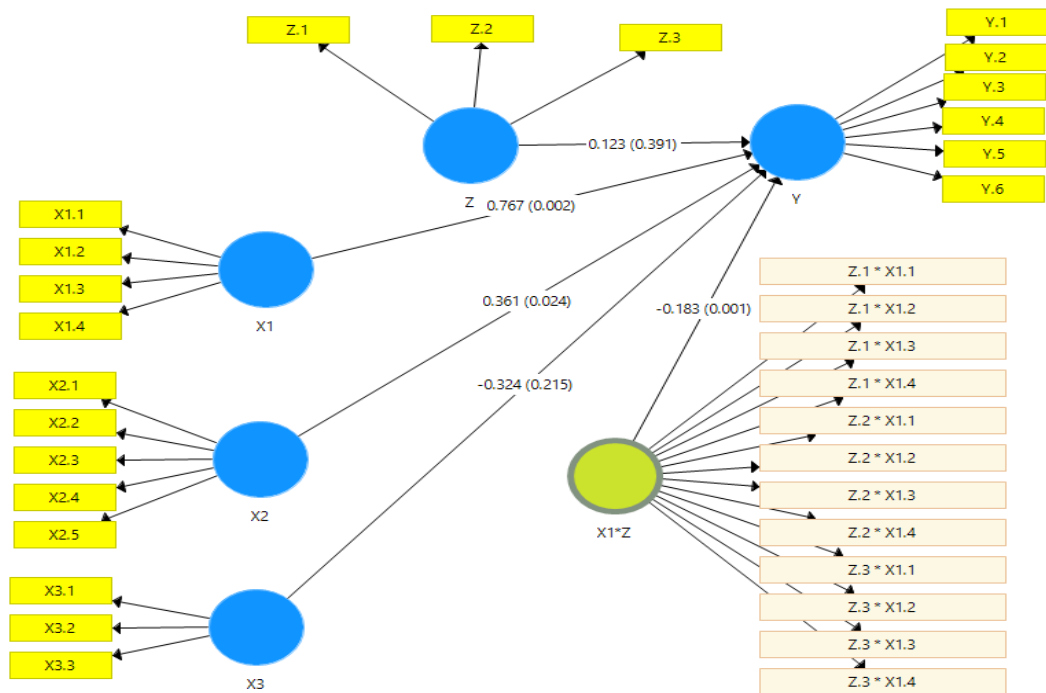 Z.1
Z.2
Z.3
Y.1
Y.2
Y.3
Y.4
Y.5
Y.6
0.123 (0.391)
Z
Y
0.767 (0.002)
X1.1
X1.2
X1.3
X1.4
X1
0.361 (0.024)
-0.183 (0.001)
-0.324 (0.215)
X2.1
X2.2
X2.3
X2.4
X2.5
X2
X1*Z
X3.1
X3.2
X3.3
X3
Z.1 * X1.1
Z.1 * X1.2
Z.1 * X1.3
Z.1 * X1.4
Z.2 * X1.1
Z.2 * X1.2
Z.2 * X1.3
Z.2 * X1.4
Z.3 * X1.1
Z.3 * X1.2
Z.3 * X1.3
Z.3 * X1.4